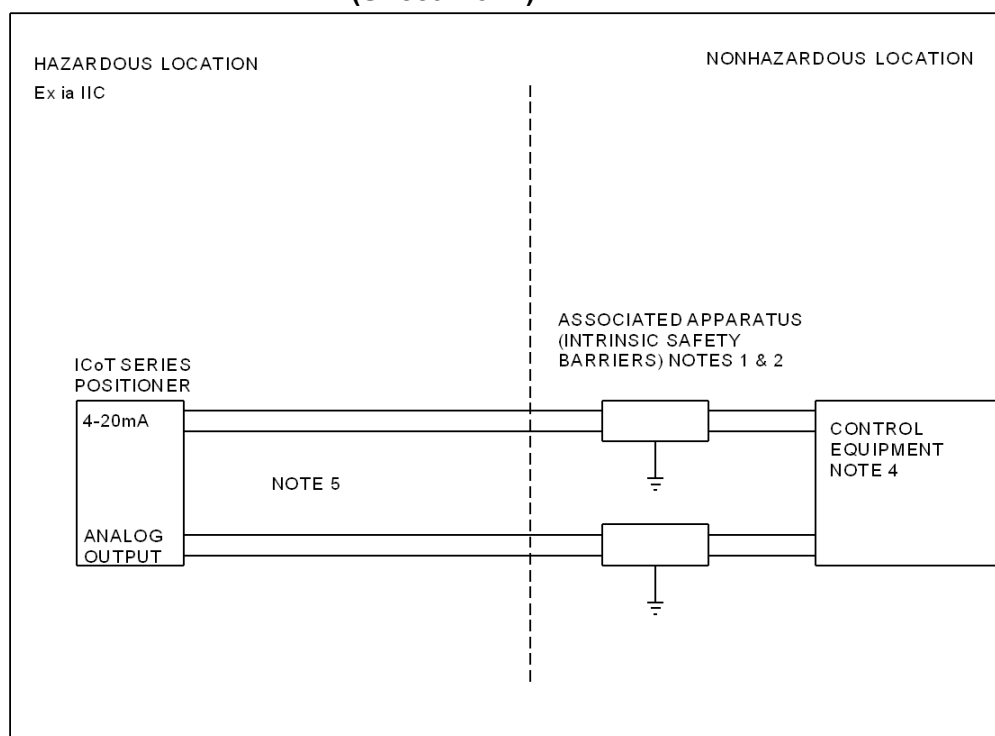 HAZARDOUS LOCATION
Ex ia IIC
NONHAZARDOUS LOCATION
ASSOCIATED APPARATUS
(INTRINSIC SAFETY
BARRIERS) NOTES 1 & 2
ICoT SERIES
POSITIONER
4-20mA
CONTROL
EQUIPMENT
NOTE 4
NOTE 5
ANALOG
OUTPUT